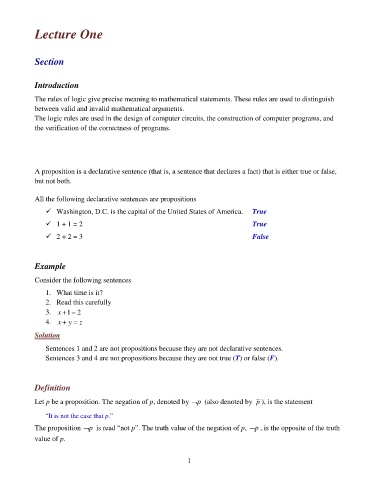 Lecture One
Section
Introduction
The rules of logic give precise meaning to mathematical statements. These rules are used to distinguish
between valid and invalid mathematical arguments.
The logic rules are used in the design of computer circuits, the construction of computer programs, and
the verification of the correctness of programs.
A proposition is a declarative sentence (that is, a sentence that declares a fact) that is either true or false,
but not both.
All the following declarative sentences are propositions
✓ Washington, D.C. is the capital of the United States of America. True
✓ 1 + 1 = 2 True
✓ 2 + 2 = 3 False
Example
Consider the following sentences
1. What time is it?
2. Read this carefully
3. x + 1 = 2
4. x + y = z
Solution
Sentences 1 and 2 are not propositions because they are not declarative sentences.
Sentences 3 and 4 are not propositions because they are not true (T) or false (F).
Definition
Let p be a proposition. The negation of p, denoted by ¬p (also denoted by p̅ ), is the statement
"It is not the case that p."
The proposition ¬p is read "not p". The truth value of the negation of p, ¬p , is the opposite of the truth
value of p.
1